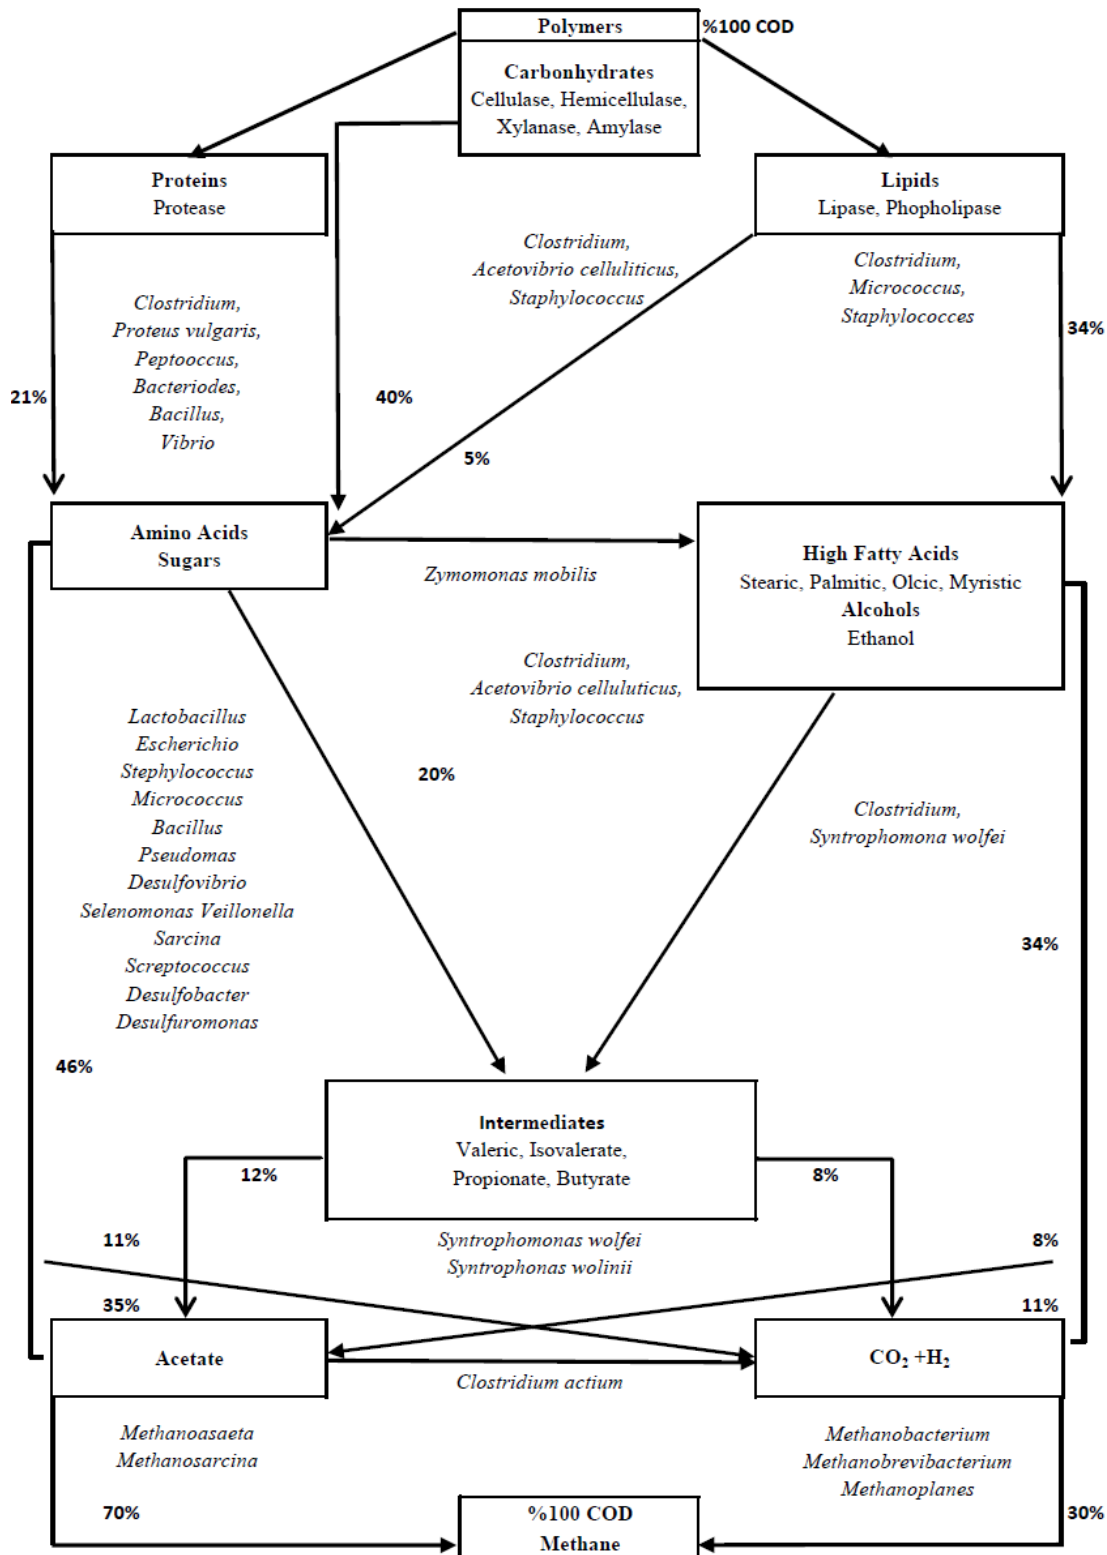 Polymers
%100 COD
Carbonhydrates
Cellulase, Hemicellulase,
Xylanase, Amylase
Proteins
Protease
Lipids
Lipase, Phopholipase
Clostridium,
Acetovibrio celluliticus,
Staphylococcus
Clostridium,
Micrococcus,
Staphylococces
34%
Clostridium,
Proteus vulgaris,
Peptooccus,
Bacteriodes,
Bacillus,
Vibrio
21%
40%
5%
Amino Acids
Sugars
Zymomonas mobilis
High Fatty Acids
Stearic, Palmitic, Olcic, Myristic
Alcohols
Ethanol
Clostridium,
Acetovibrio celluluticus,
Staphylococcus
Lactobacillus
Escherichio
Stephylococcus
Micrococcus
Bacillus
Pseudomas
Desulfovibrio
Selenomonas Veillonella
Sarcina
Screptococcus
Desulfobacter
Desulfuromonas
20%
Clostridium,
Syntrophomona wolfei
34%
46%
Intermediates
Valeric, Isovalerate,
Propionate, Butyrate
12%
8%
Syntrophomonas wolfei
Syntrophonas wolinii
11%
8%
35%
11%
Acetate
CO₂ +H₂
Clostridium actium
Methanoasaeta
Methanosarcina
Methanobacterium
Methanobrevibacterium
Methanoplanes
70%
%100 COD
Methane
30%